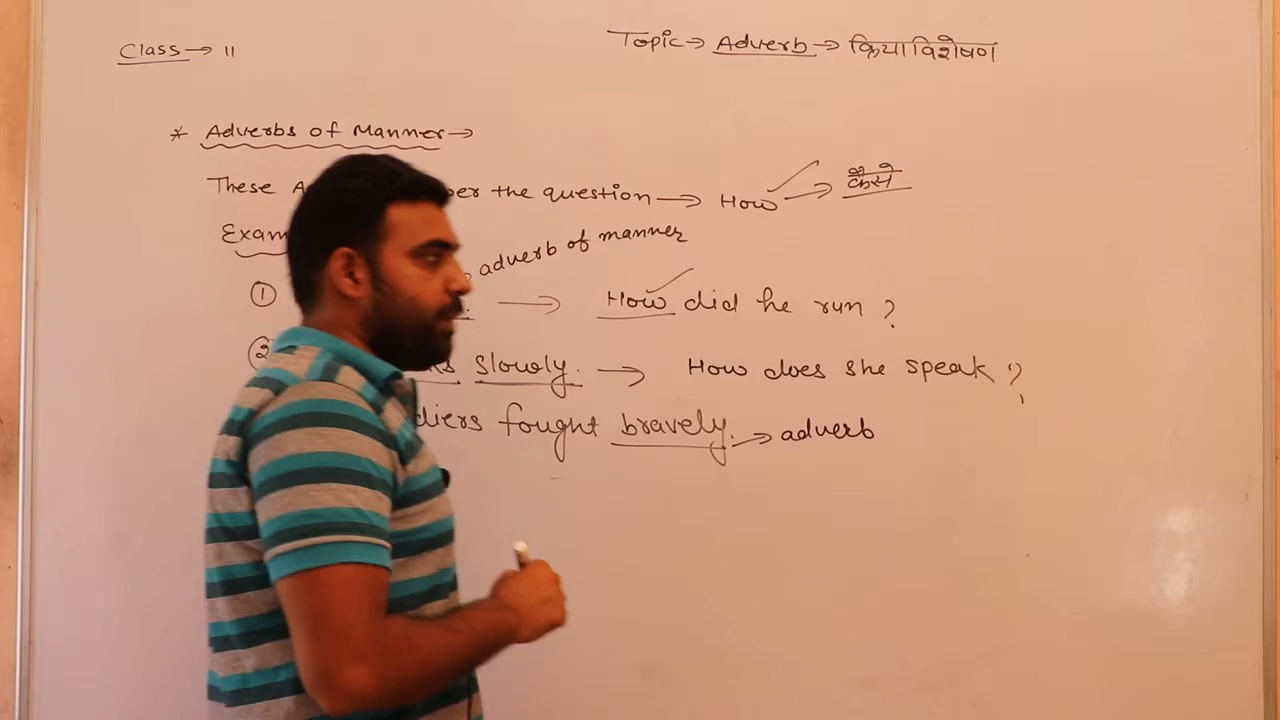 Class → 11
Topic → Adverb → क्रियाविशेषण
* Adverbs of Manner →
These the question → How → कैसे
Exam
adverb of manner
① → How did he run ?
② slowly. → How does she speak ?
diers fought bravely. → adverb